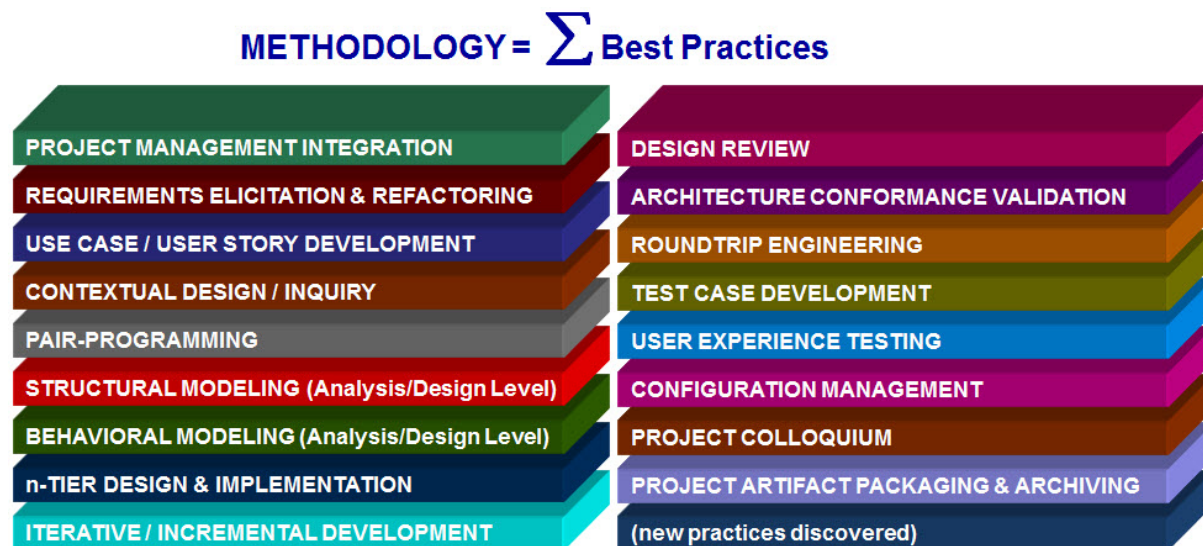 METHODOLOGY = ∑ Best Practices
PROJECT MANAGEMENT INTEGRATION
REQUIREMENTS ELICITATION & REFACTORING
USE CASE / USER STORY DEVELOPMENT
CONTEXTUAL DESIGN / INQUIRY
PAIR-PROGRAMMING
STRUCTURAL MODELING (Analysis/Design Level)
BEHAVIORAL MODELING (Analysis/Design Level)
n-TIER DESIGN & IMPLEMENTATION
ITERATIVE / INCREMENTAL DEVELOPMENT
DESIGN REVIEW
ARCHITECTURE CONFORMANCE VALIDATION
ROUNDTRIP ENGINEERING
TEST CASE DEVELOPMENT
USER EXPERIENCE TESTING
CONFIGURATION MANAGEMENT
PROJECT COLLOQUIUM
PROJECT ARTIFACT PACKAGING & ARCHIVING
(new practices discovered)